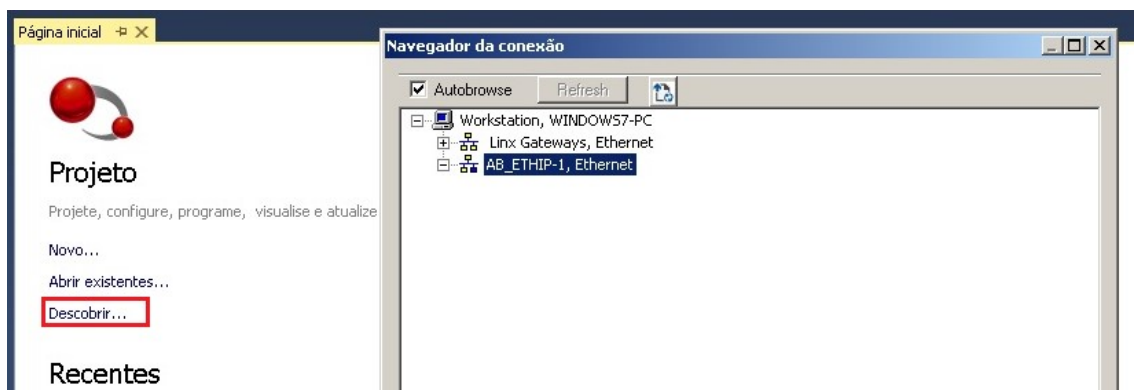 Página inicial
Projeto
Projete, configure, programe, visualise e atualize
Novo...
Abrir existentes...
Descobrir...
Recentes
Navegador da conexão
Autobrowse Refresh
Workstation, WINDOWS7-PC
Linx Gateways, Ethernet
AB_ETHIP-1, Ethernet